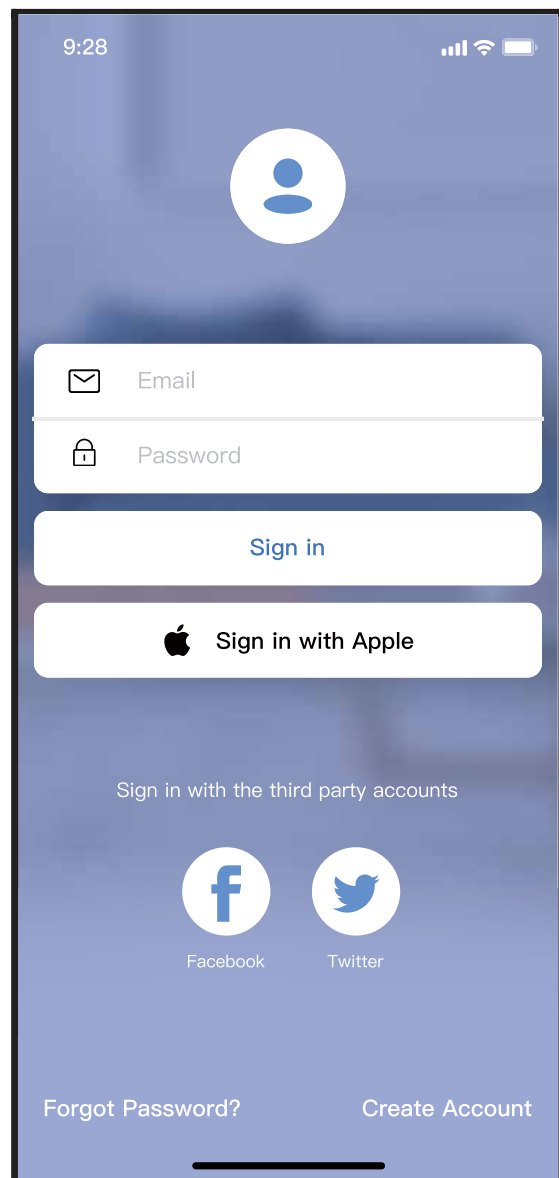 9:28
Email
Password
Sign in
Sign in with Apple
Sign in with the third party accounts
Facebook
Twitter
Forgot Password?
Create Account